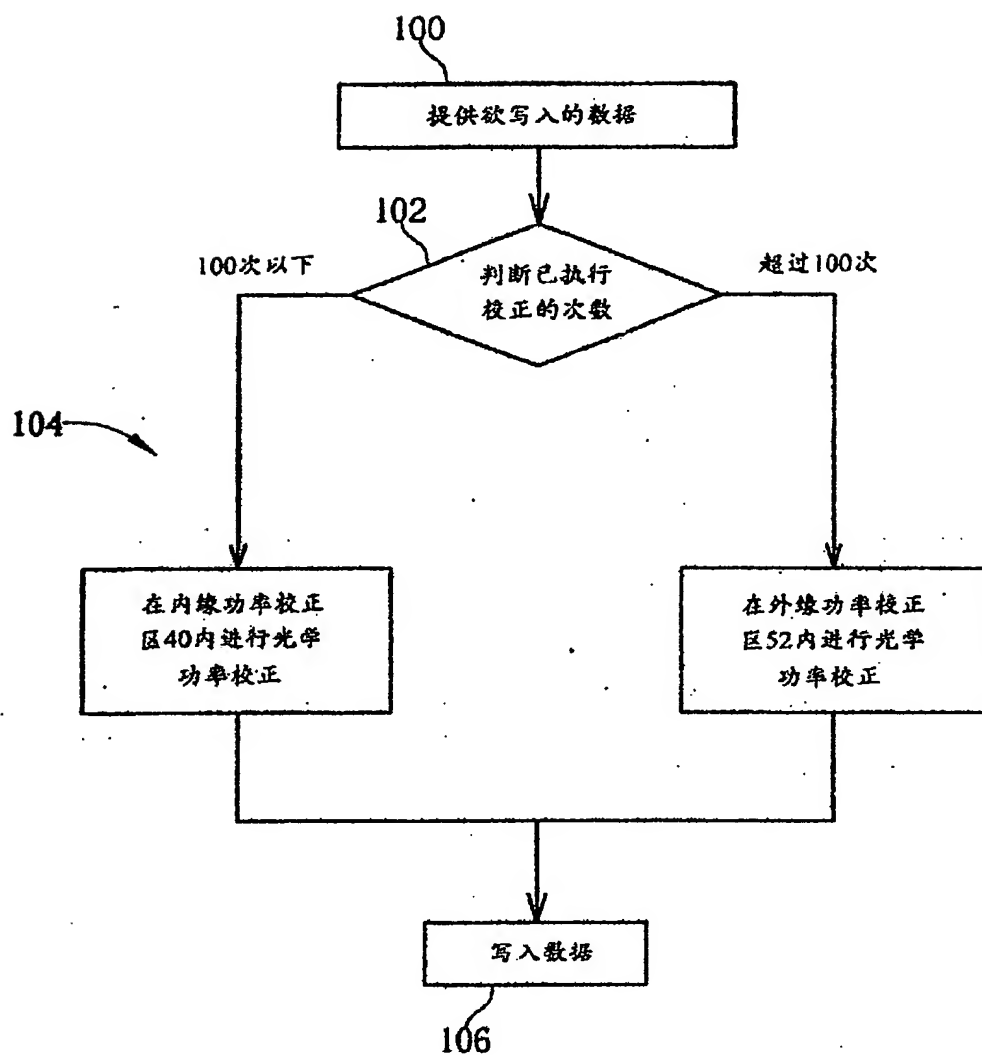 100
提供欲写入的数据
102
100次以下
判断已执行
校正的次数
超过100次
104
在内缘功率校正
区40内进行光学
功率校正
在外缘功率校正
区52内进行光学
功率校正
写入数据
106